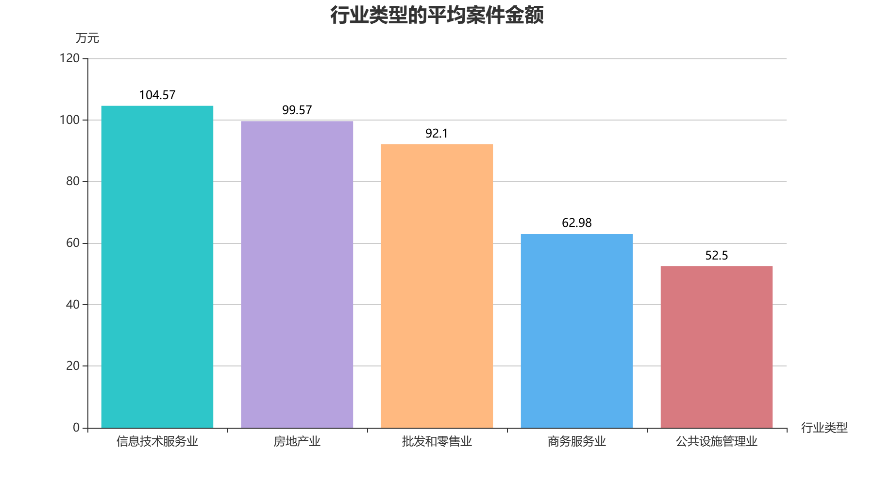 行业类型的平均案件金额
万元
120
100
80
60
40
20
0
104.57
99.57
92.1
62.98
52.5
信息技术服务业
房地产业
批发和零售业
商务服务业
公共设施管理业
行业类型